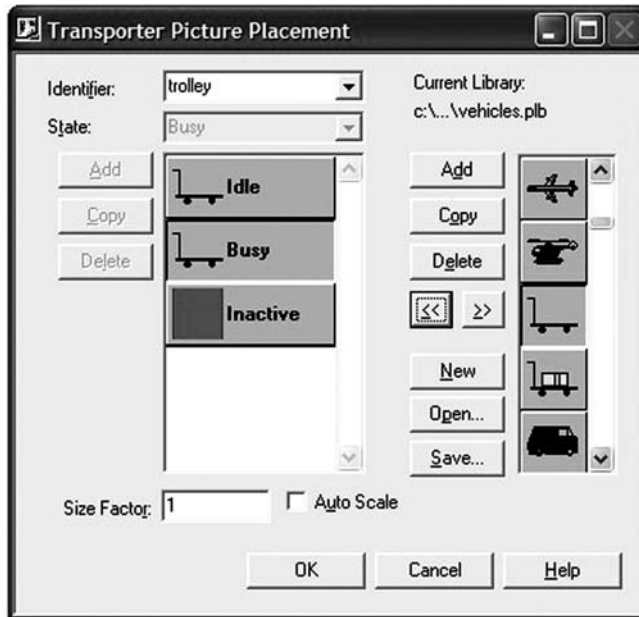 Transporter Picture Placement
Identifier: trolley
State: Busy
Current Library:
c:\...\vehicles.plb
Add
Copy
Delete
Idle
Busy
Inactive
Add
Copy
Delete
<< >>
New
Open...
Save...
Size Factor: 1
Auto Scale
OK Cancel Help